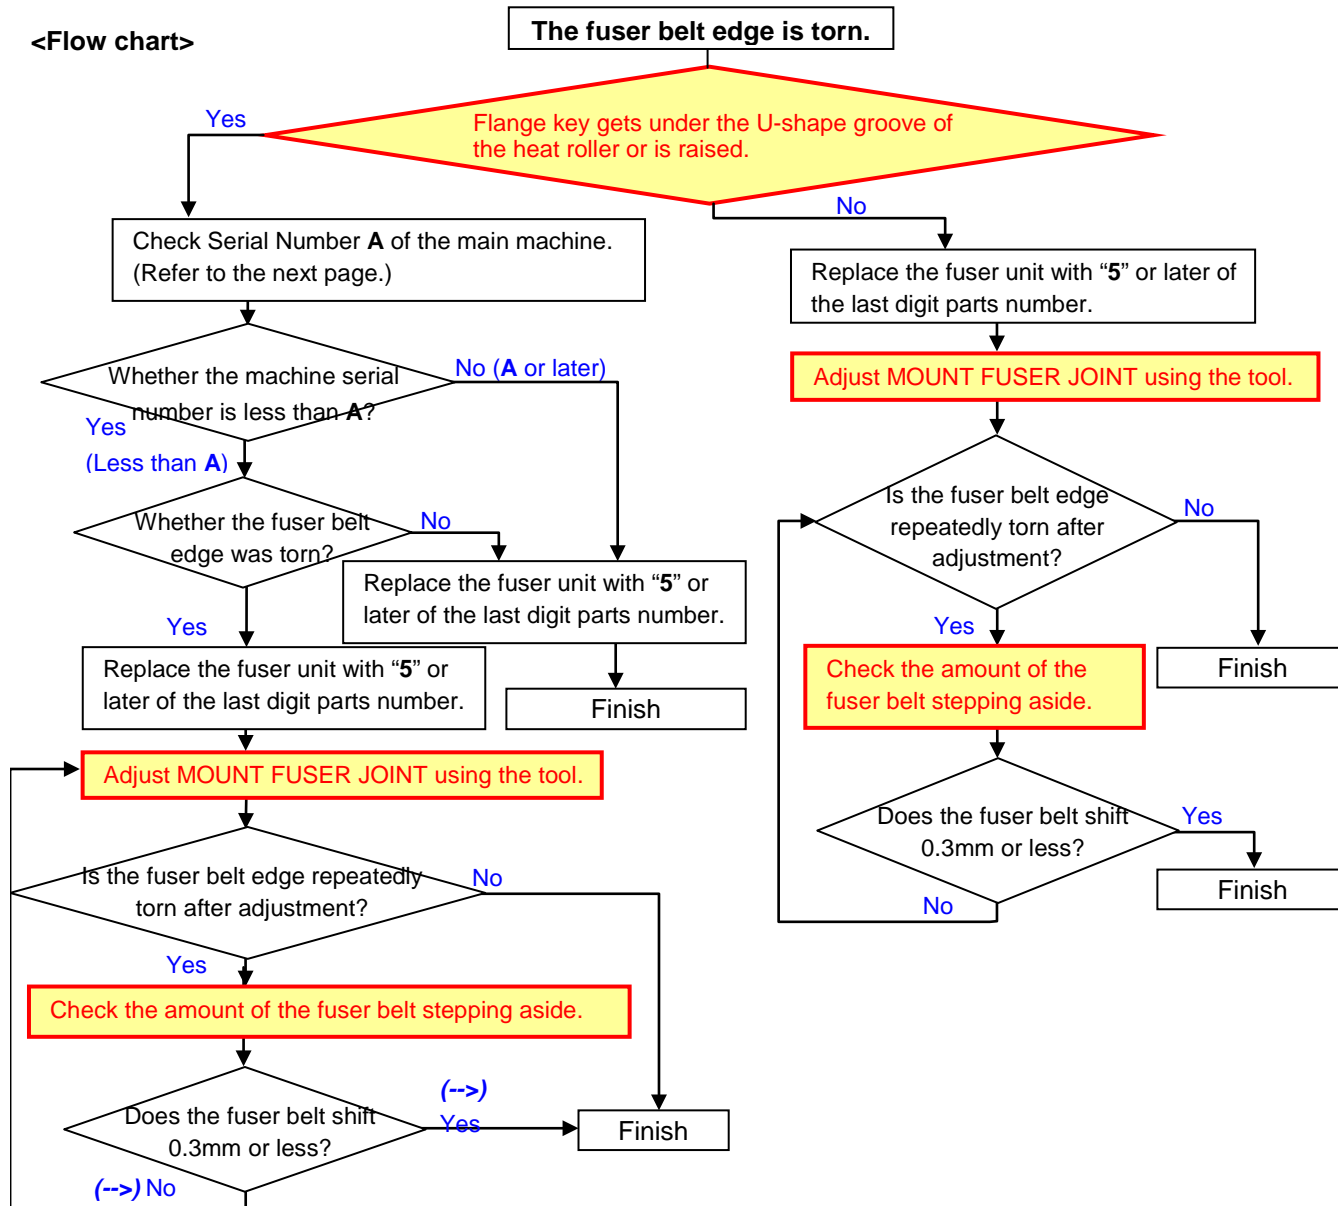 <Flow chart>
The fuser belt edge is torn.
Flange key gets under the U-shape groove of
the heat roller or is raised.
Yes
No
Check Serial Number A of the main machine.
(Refer to the next page.)
Whether the machine serial
number is less than A?
No (A or later)
Yes
(Less than A)
Whether the fuser belt
edge was torn?
No
Yes
Replace the fuser unit with “5” or
later of the last digit parts number.
Finish
Replace the fuser unit with “5” or
later of the last digit parts number.
Adjust MOUNT FUSER JOINT using the tool.
Is the fuser belt edge repeatedly
torn after adjustment?
No
Yes
Check the amount of the fuser belt stepping aside.
Does the fuser belt shift
0.3mm or less?
(-->)
Yes
Finish
(-->) No
Replace the fuser unit with “5” or later of
the last digit parts number.
Adjust MOUNT FUSER JOINT using the tool.
Is the fuser belt edge
repeatedly torn after
adjustment?
No
Finish
Yes
Check the amount of the
fuser belt stepping aside.
Does the fuser belt shift
0.3mm or less?
Yes
Finish
No